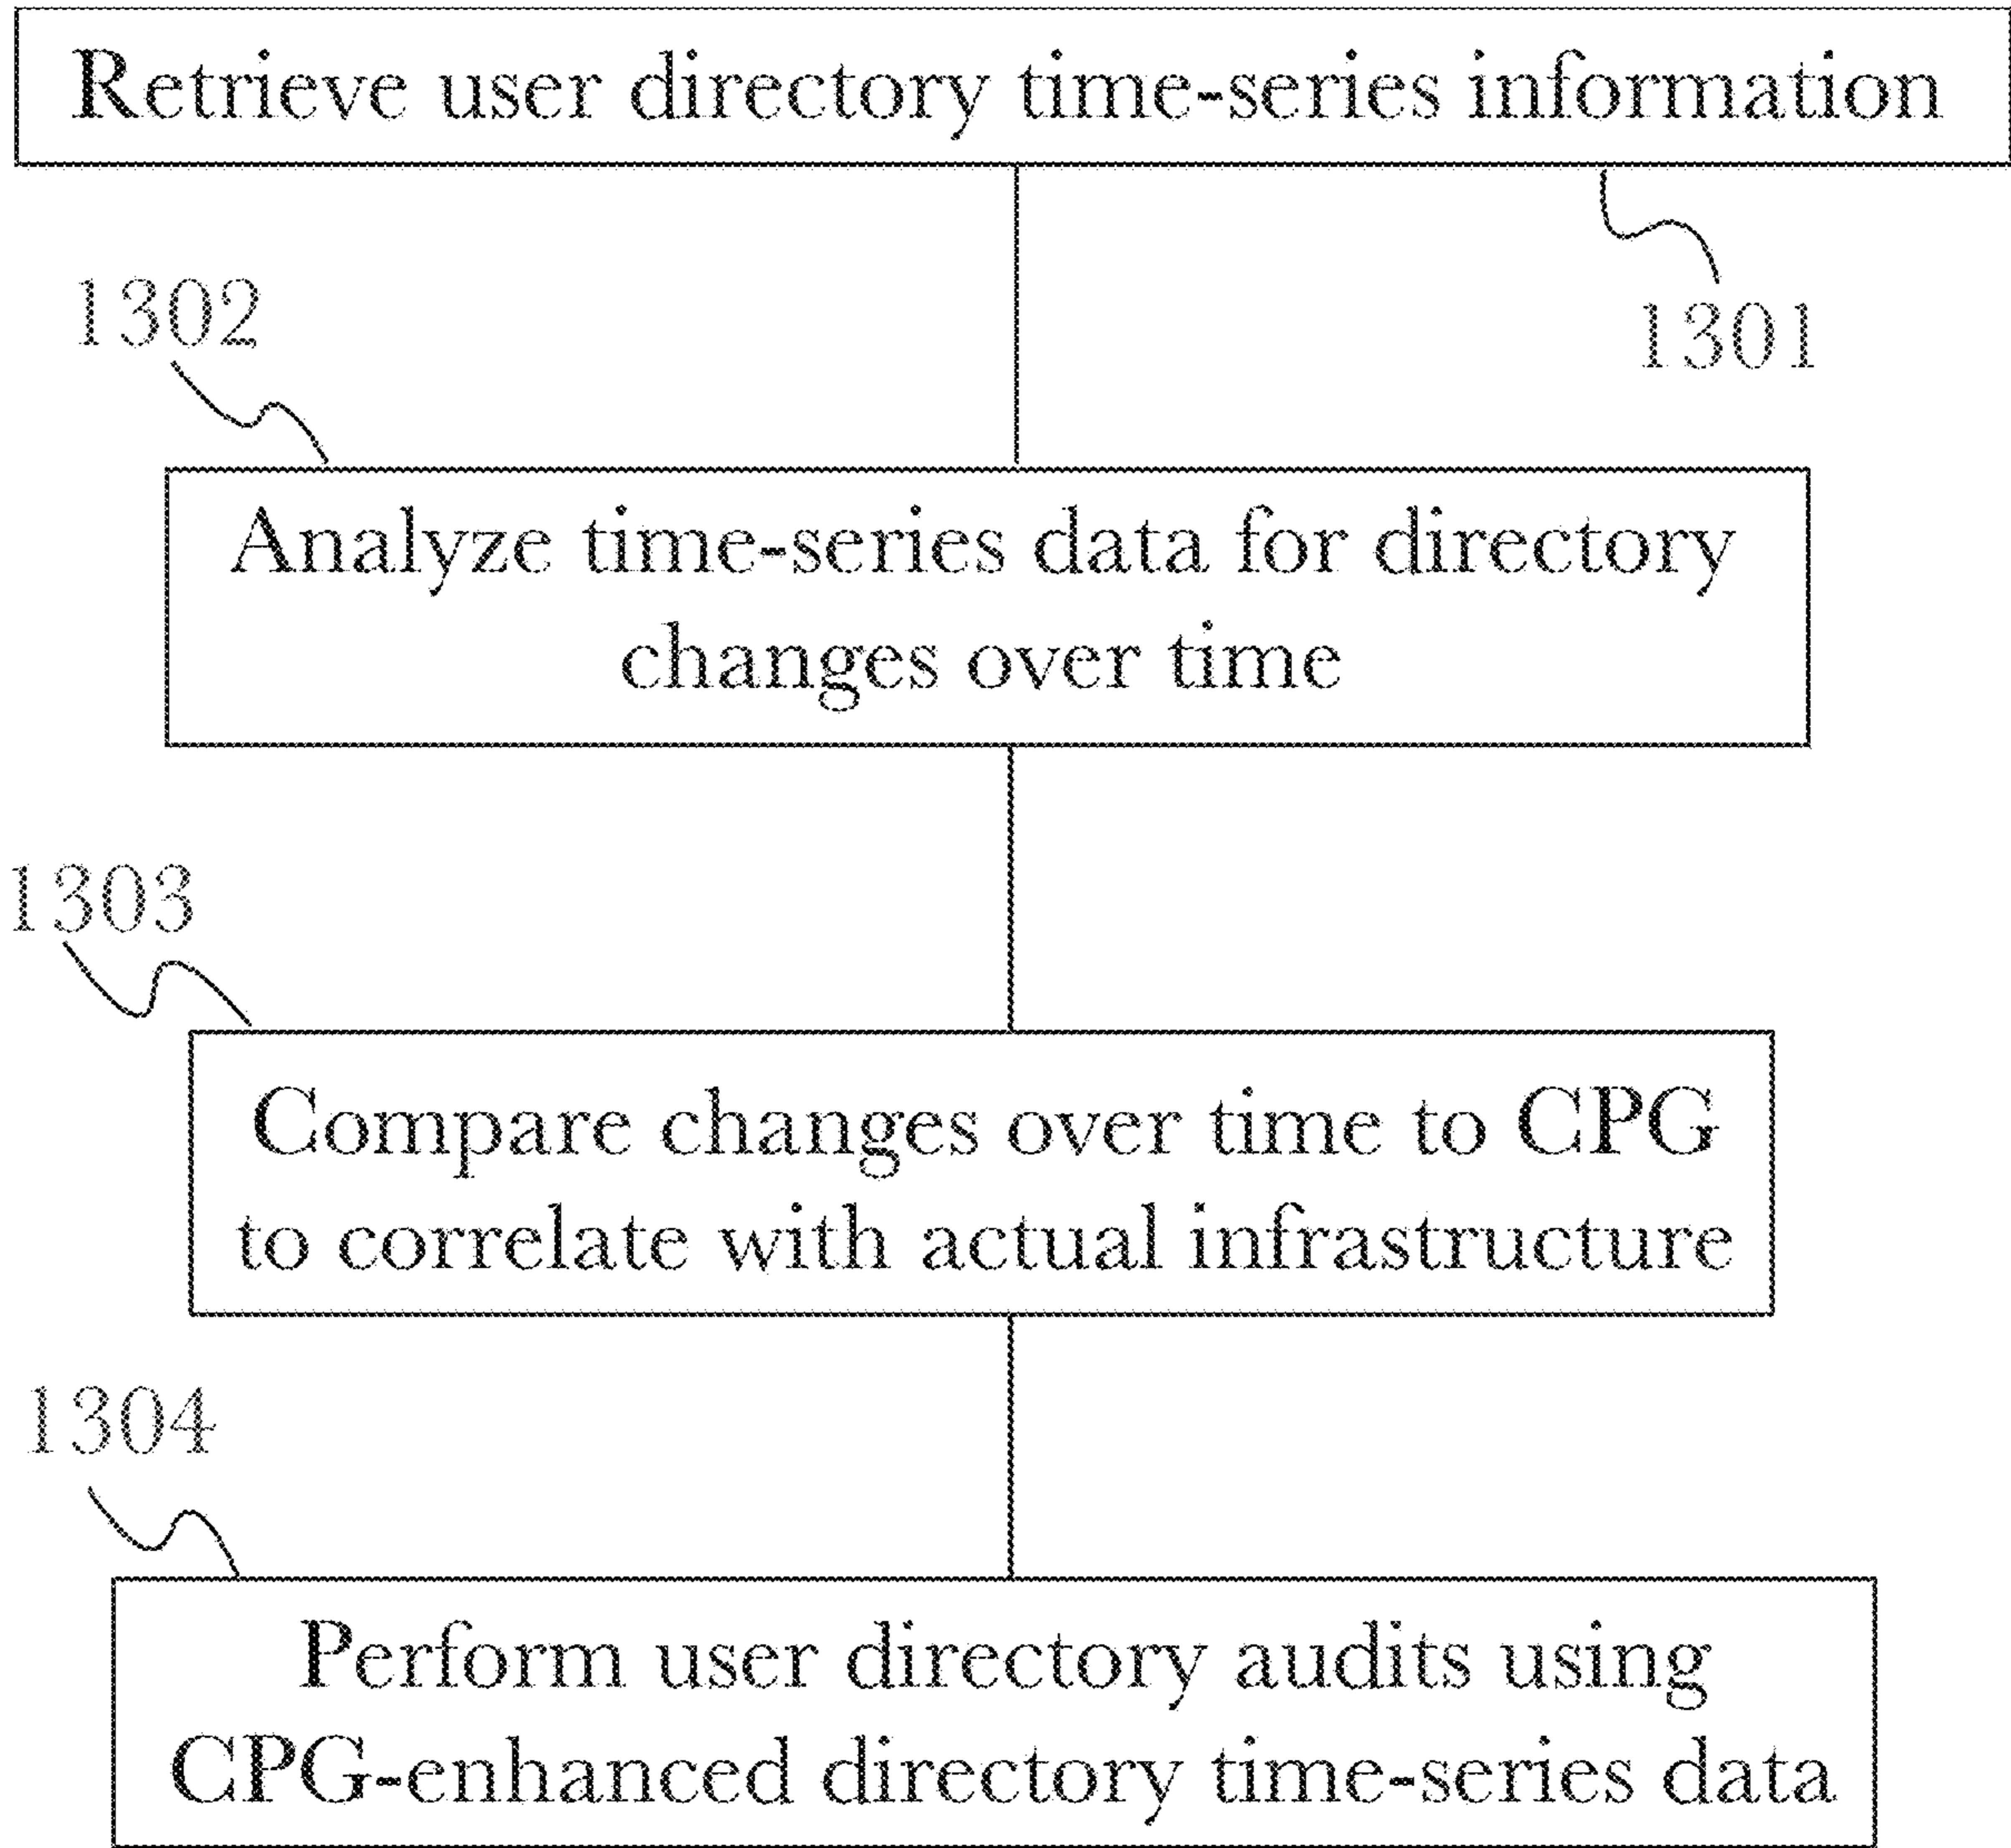 Retrieve user directory time-series information
1302
1301
Analyze time-series data for directory
changes over time
1303
Compare changes over time to CPG
to correlate with actual infrastructure
1304
Perform user directory audits using
CPG-enhanced directory time-series data